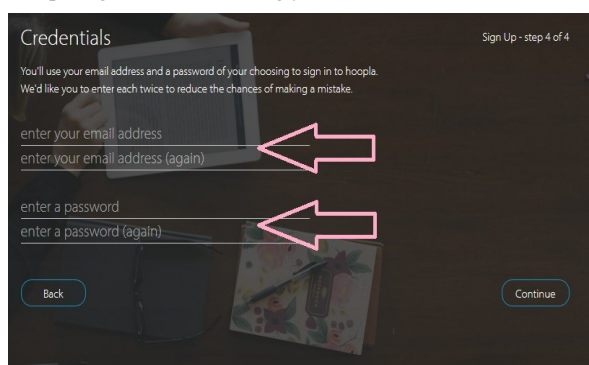 Credentials
Sign Up - step 4 of 4
You'll use your email address and a password of your choosing to sign in to hoopla.
We'd like you to enter each twice to reduce the chances of making a mistake.
enter your email address
enter your email address (again)
enter a password
enter a password (again)
Back
Continue